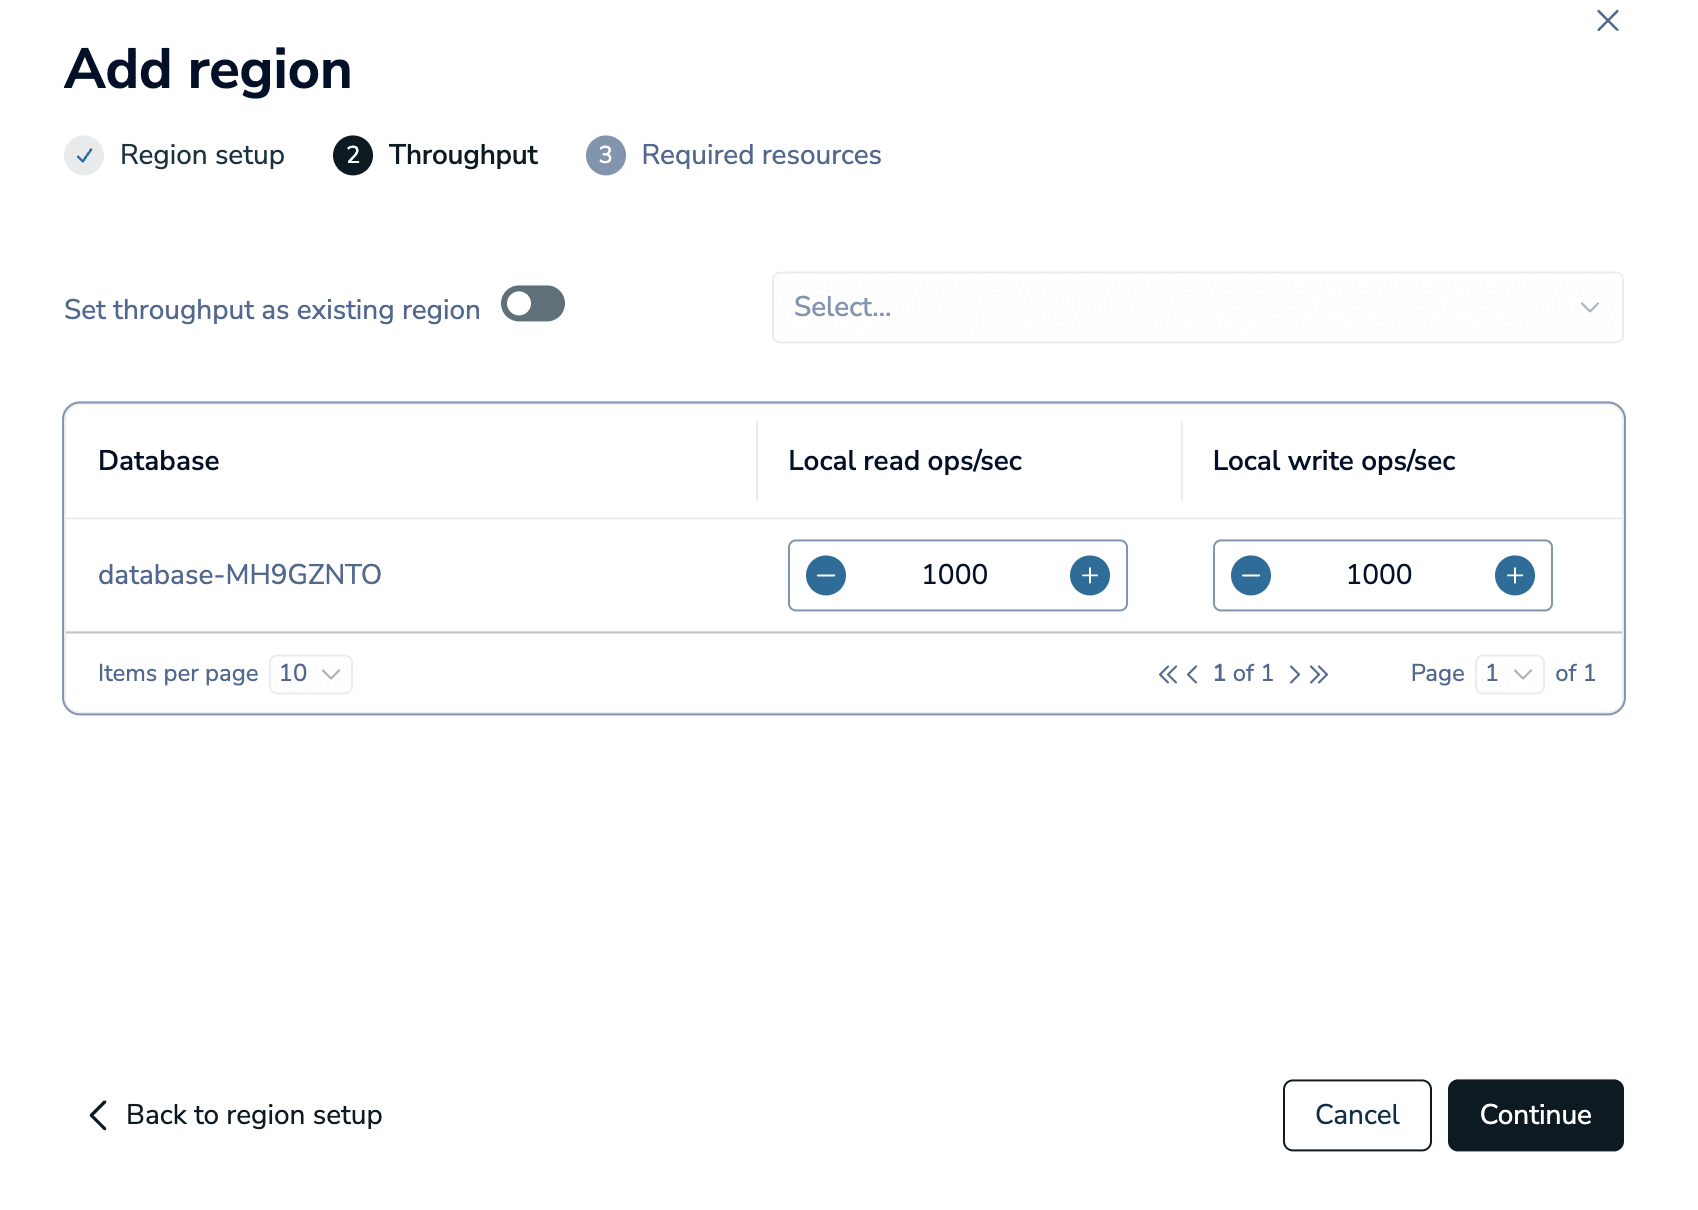 Add region
Region setup 2 Throughput 3 Required resources
Set throughput as existing region Select...
Database Local read ops/sec Local write ops/sec
database-MH9GZNTO 1000 1000
Items per page 10 1 of 1 Page 1 of 1
Back to region setup Cancel Continue